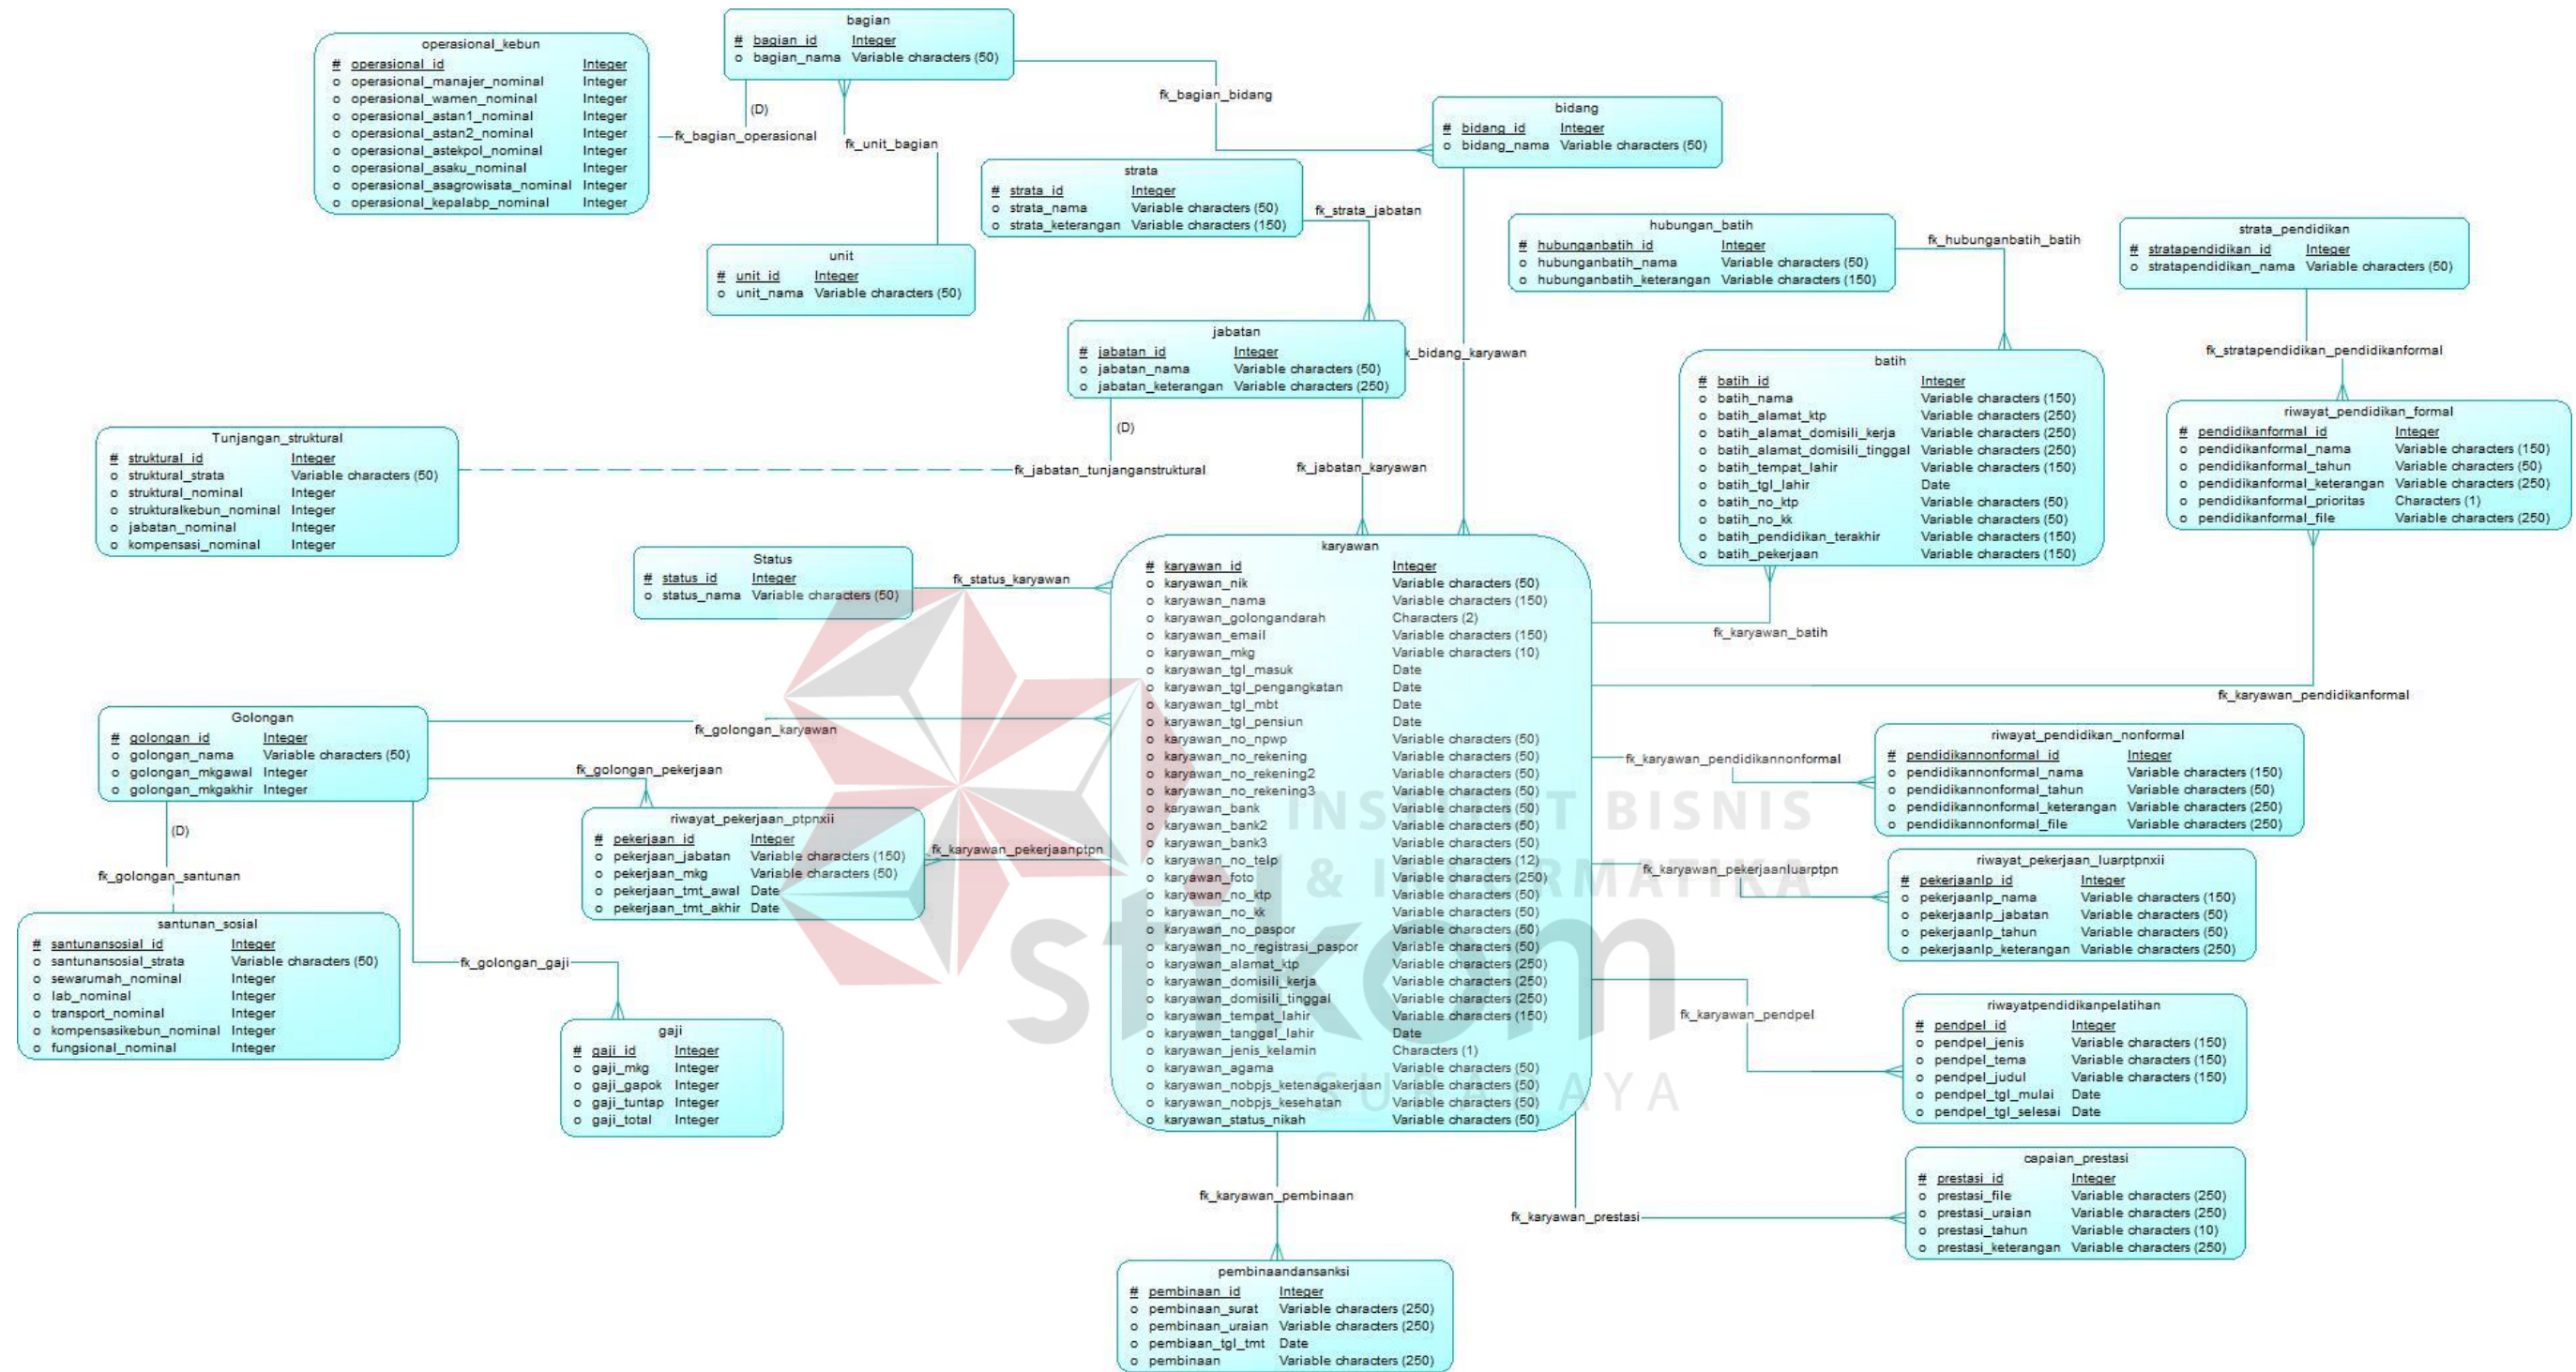 bagian
# bagian_id Integer
o bagian_nama Variable characters (50)
operasional_kebun
# operasional_id Integer
o operasional_manajer_nominal Integer
o operasional_wamen_nominal Integer
o operasional_astan1_nominal Integer
o operasional_astan2_nominal Integer
o operasional_astekpol_nominal Integer
o operasional_asaku_nominal Integer
o operasional_asagrowisata_nominal Integer
o operasional_kepalabp_nominal Integer
(D)
fk_bagian_operasional
fk_unit_bagian
fk_bagian_bidang
bidang
# bidang_id Integer
o bidang_nama Variable characters (50)
strata
# strata_id Integer
o strata_nama Variable characters (50)
o strata_keterangan Variable characters (150)
fk_strata_jabatan
unit
# unit_id Integer
o unit_nama Variable characters (50)
hubungan_batih
# hubunganbatih_id Integer
o hubunganbatih_nama Variable characters (50)
o hubunganbatih_keterangan Variable characters (150)
fk_hubunganbatih_batih
strata_pendidikan
# stratapendidikan_id Integer
o stratapendidikan_nama Variable characters (50)
fk_stratapendidikan_pendidikanformal
jabatan
# jabatan_id Integer
o jabatan_nama Variable characters (50)
o jabatan_keterangan Variable characters (250)
k_bidang_karyawan
batih
# batih_id Integer
o batih_nama Variable characters (150)
o batih_alamat_ktp Variable characters (250)
o batih_alamat_domisili_kerja Variable characters (250)
o batih_alamat_domisili_tinggal Variable characters (250)
o batih_tempat_lahir Variable characters (150)
o batih_tgl_lahir Date
o batih_no_ktp Variable characters (50)
o batih_no_kk Variable characters (50)
o batih_pendidikan_terakhir Variable characters (150)
o batih_pekerjaan Variable characters (150)
riwayat_pendidikan_formal
# pendidikanformal_id Integer
o pendidikanformal_nama Variable characters (150)
o pendidikanformal_tahun Variable characters (50)
o pendidikanformal_keterangan Variable characters (250)
o pendidikanformal_prioritas Characters (1)
o pendidikanformal_file Variable characters (250)
Tunjangan_struktural
# struktural_id Integer
o struktural_strata Variable characters (50)
o struktural_nominal Integer
o strukturalkebun_nominal Integer
o jabatan_nominal Integer
o kompensasi_nominal Integer
(D)
fk_jabatan_tunjanganstruktural
fk_jabatan_karyawan
Status
# status_id Integer
o status_nama Variable characters (50)
fk_status_karyawan
karyawan
# karyawan_id Integer
o karyawan_nik Variable characters (50)
o karyawan_nama Variable characters (150)
o karyawan_golongandarah Characters (2)
o karyawan_email Variable characters (150)
o karyawan_mkg Variable characters (10)
o karyawan_tgl_masuk Date
o karyawan_tgl_pengangkatan Date
o karyawan_tgl_mbt Date
o karyawan_tgl_pensiun Date
o karyawan_no_npwp Variable characters (50)
o karyawan_no_rekening Variable characters (50)
o karyawan_no_rekening2 Variable characters (50)
o karyawan_no_rekening3 Variable characters (50)
o karyawan_bank Variable characters (50)
o karyawan_bank2 Variable characters (50)
o karyawan_bank3 Variable characters (50)
o karyawan_no_telp Variable characters (12)
o karyawan_foto Variable characters (250)
o karyawan_no_ktp Variable characters (50)
o karyawan_no_kk Variable characters (50)
o karyawan_no_paspor Variable characters (50)
o karyawan_no_registrasi_paspor Variable characters (50)
o karyawan_alamat_ktp Variable characters (250)
o karyawan_domisili_kerja Variable characters (250)
o karyawan_domisili_tinggal Variable characters (250)
o karyawan_tempat_lahir Variable characters (150)
o karyawan_tanggal_lahir Date
o karyawan_jenis_kelamin Characters (1)
o karyawan_agama Variable characters (50)
o karyawan_nobpjs_ketenagakerjaan Variable characters (50)
o karyawan_nobpjs_kesehatan Variable characters (50)
o karyawan_status_nikah Variable characters (50)
fk_karyawan_batih
fk_karyawan_pendidikanformal
Golongan
# golongan_id Integer
o golongan_nama Variable characters (50)
o golongan_mkgawal Integer
o golongan_mkgakhir Integer
fk_golongan_karyawan
fk_golongan_pekerjaan
(D)
fk_golongan_santunan
riwayat_pekerjaan_ptpnxii
# pekerjaan_id Integer
o pekerjaan_jabatan Variable characters (150)
o pekerjaan_mkg Variable characters (50)
o pekerjaan_tmt_awal Date
o pekerjaan_tmt_akhir Date
fk_karyawan_pekerjaanptpn
santunan_sosial
# santunansosial_id Integer
o santunansosial_strata Variable characters (50)
o sewarumah_nominal Integer
o lab_nominal Integer
o transport_nominal Integer
o kompensasikebun_nominal Integer
o fungsional_nominal Integer
fk_golongan_gaji
gaji
# gaji_id Integer
o gaji_mkg Integer
o gaji_gapok Integer
o gaji_tuntap Integer
o gaji_total Integer
fk_karyawan_pendidikannonformal
riwayat_pendidikan_nonformal
# pendidikannonformal_id Integer
o pendidikannonformal_nama Variable characters (150)
o pendidikannonformal_tahun Variable characters (50)
o pendidikannonformal_keterangan Variable characters (250)
o pendidikannonformal_file Variable characters (250)
fk_karyawan_pekerjaanluarptpn
riwayat_pekerjaan_luarptpnxii
# pekerjaanlp_id Integer
o pekerjaanlp_nama Variable characters (150)
o pekerjaanlp_jabatan Variable characters (50)
o pekerjaanlp_tahun Variable characters (50)
o pekerjaanlp_keterangan Variable characters (250)
fk_karyawan_pendpel
riwayatpendidikanpelatihan
# pendpel_id Integer
o pendpel_jenis Variable characters (150)
o pendpel_tema Variable characters (150)
o pendpel_judul Variable characters (150)
o pendpel_tgl_mulai Date
o pendpel_tgl_selesai Date
fk_karyawan_prestasi
capaian_prestasi
# prestasi_id Integer
o prestasi_file Variable characters (250)
o prestasi_uraian Variable characters (250)
o prestasi_tahun Variable characters (10)
o prestasi_keterangan Variable characters (250)
fk_karyawan_pembinaan
pembinaandansanksi
# pembinaan_id Integer
o pembinaan_surat Variable characters (250)
o pembinaan_uraian Variable characters (250)
o pembiaan_tgl_tmt Date
o pembinaan Variable characters (250)
INSTITUT BISNIS
& INFORMATIKA
stikom
SURABAYA